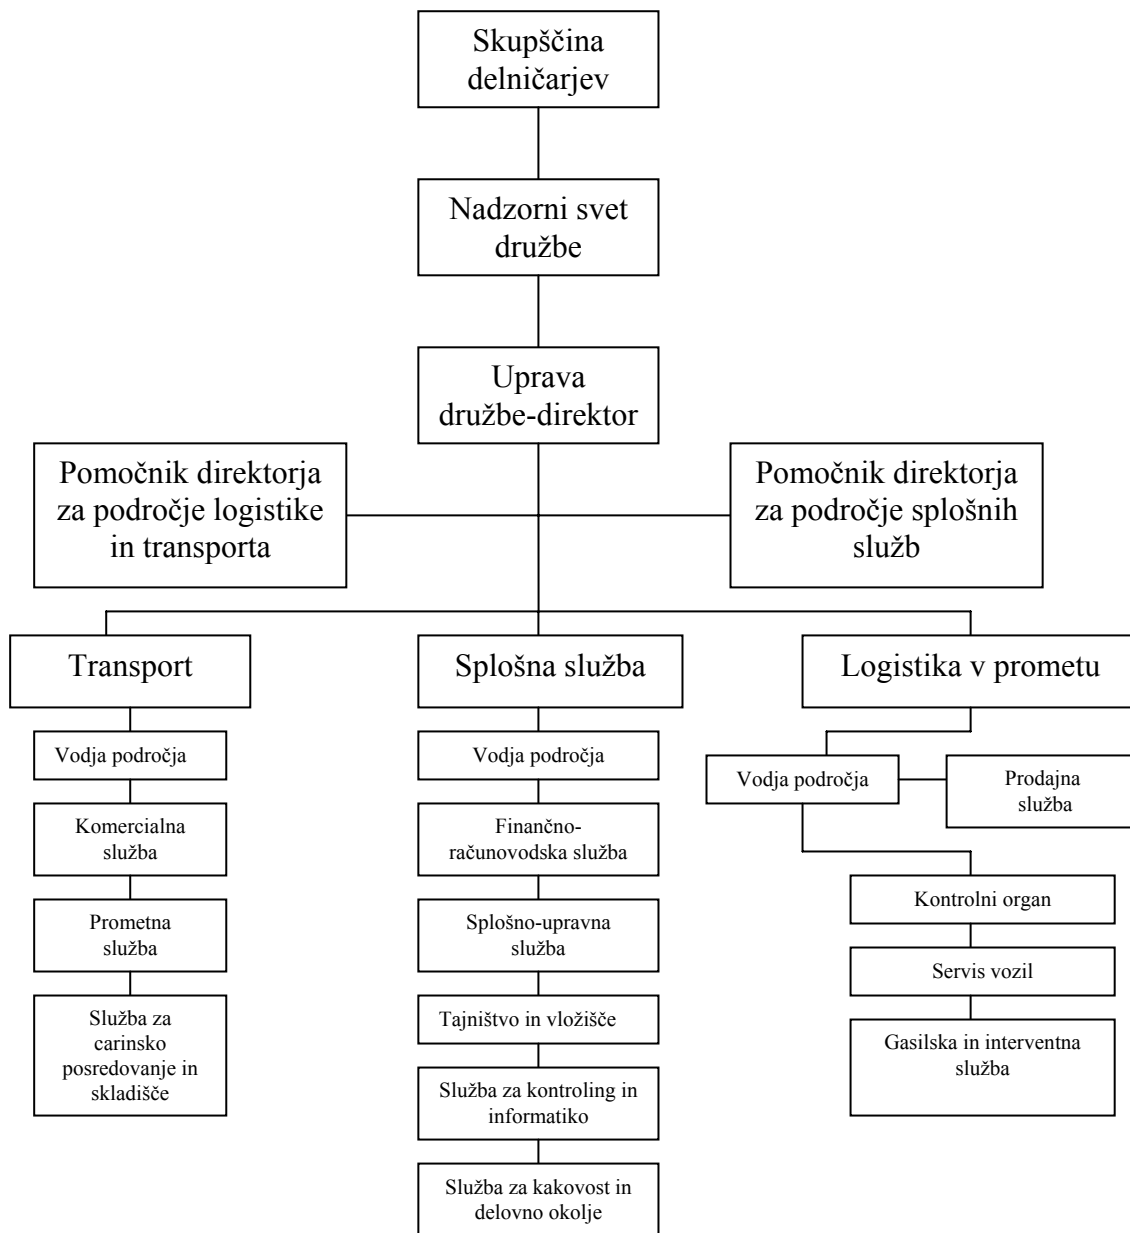 Skupščina
delničarjev
Nadzorni svet
družbe
Uprava
družbe-direktor
Pomočnik direktorja
za področje logistike
in transporta
Pomočnik direktorja
za področje splošnih
služb
Transport
Splošna služba
Logistika v prometu
Vodja področja
Komercialna
služba
Prometna
služba
Služba za
carinsko
posredovanje in
skladišče
Vodja področja
Finančno-
računovodska služba
Splošno-upravna
služba
Tajništvo in vložišče
Služba za kontroling in
informatiko
Služba za kakovost in
delovno okolje
Vodja področja
Prodajna
služba
Kontrolni organ
Servis vozil
Gasilska in interventna
služba